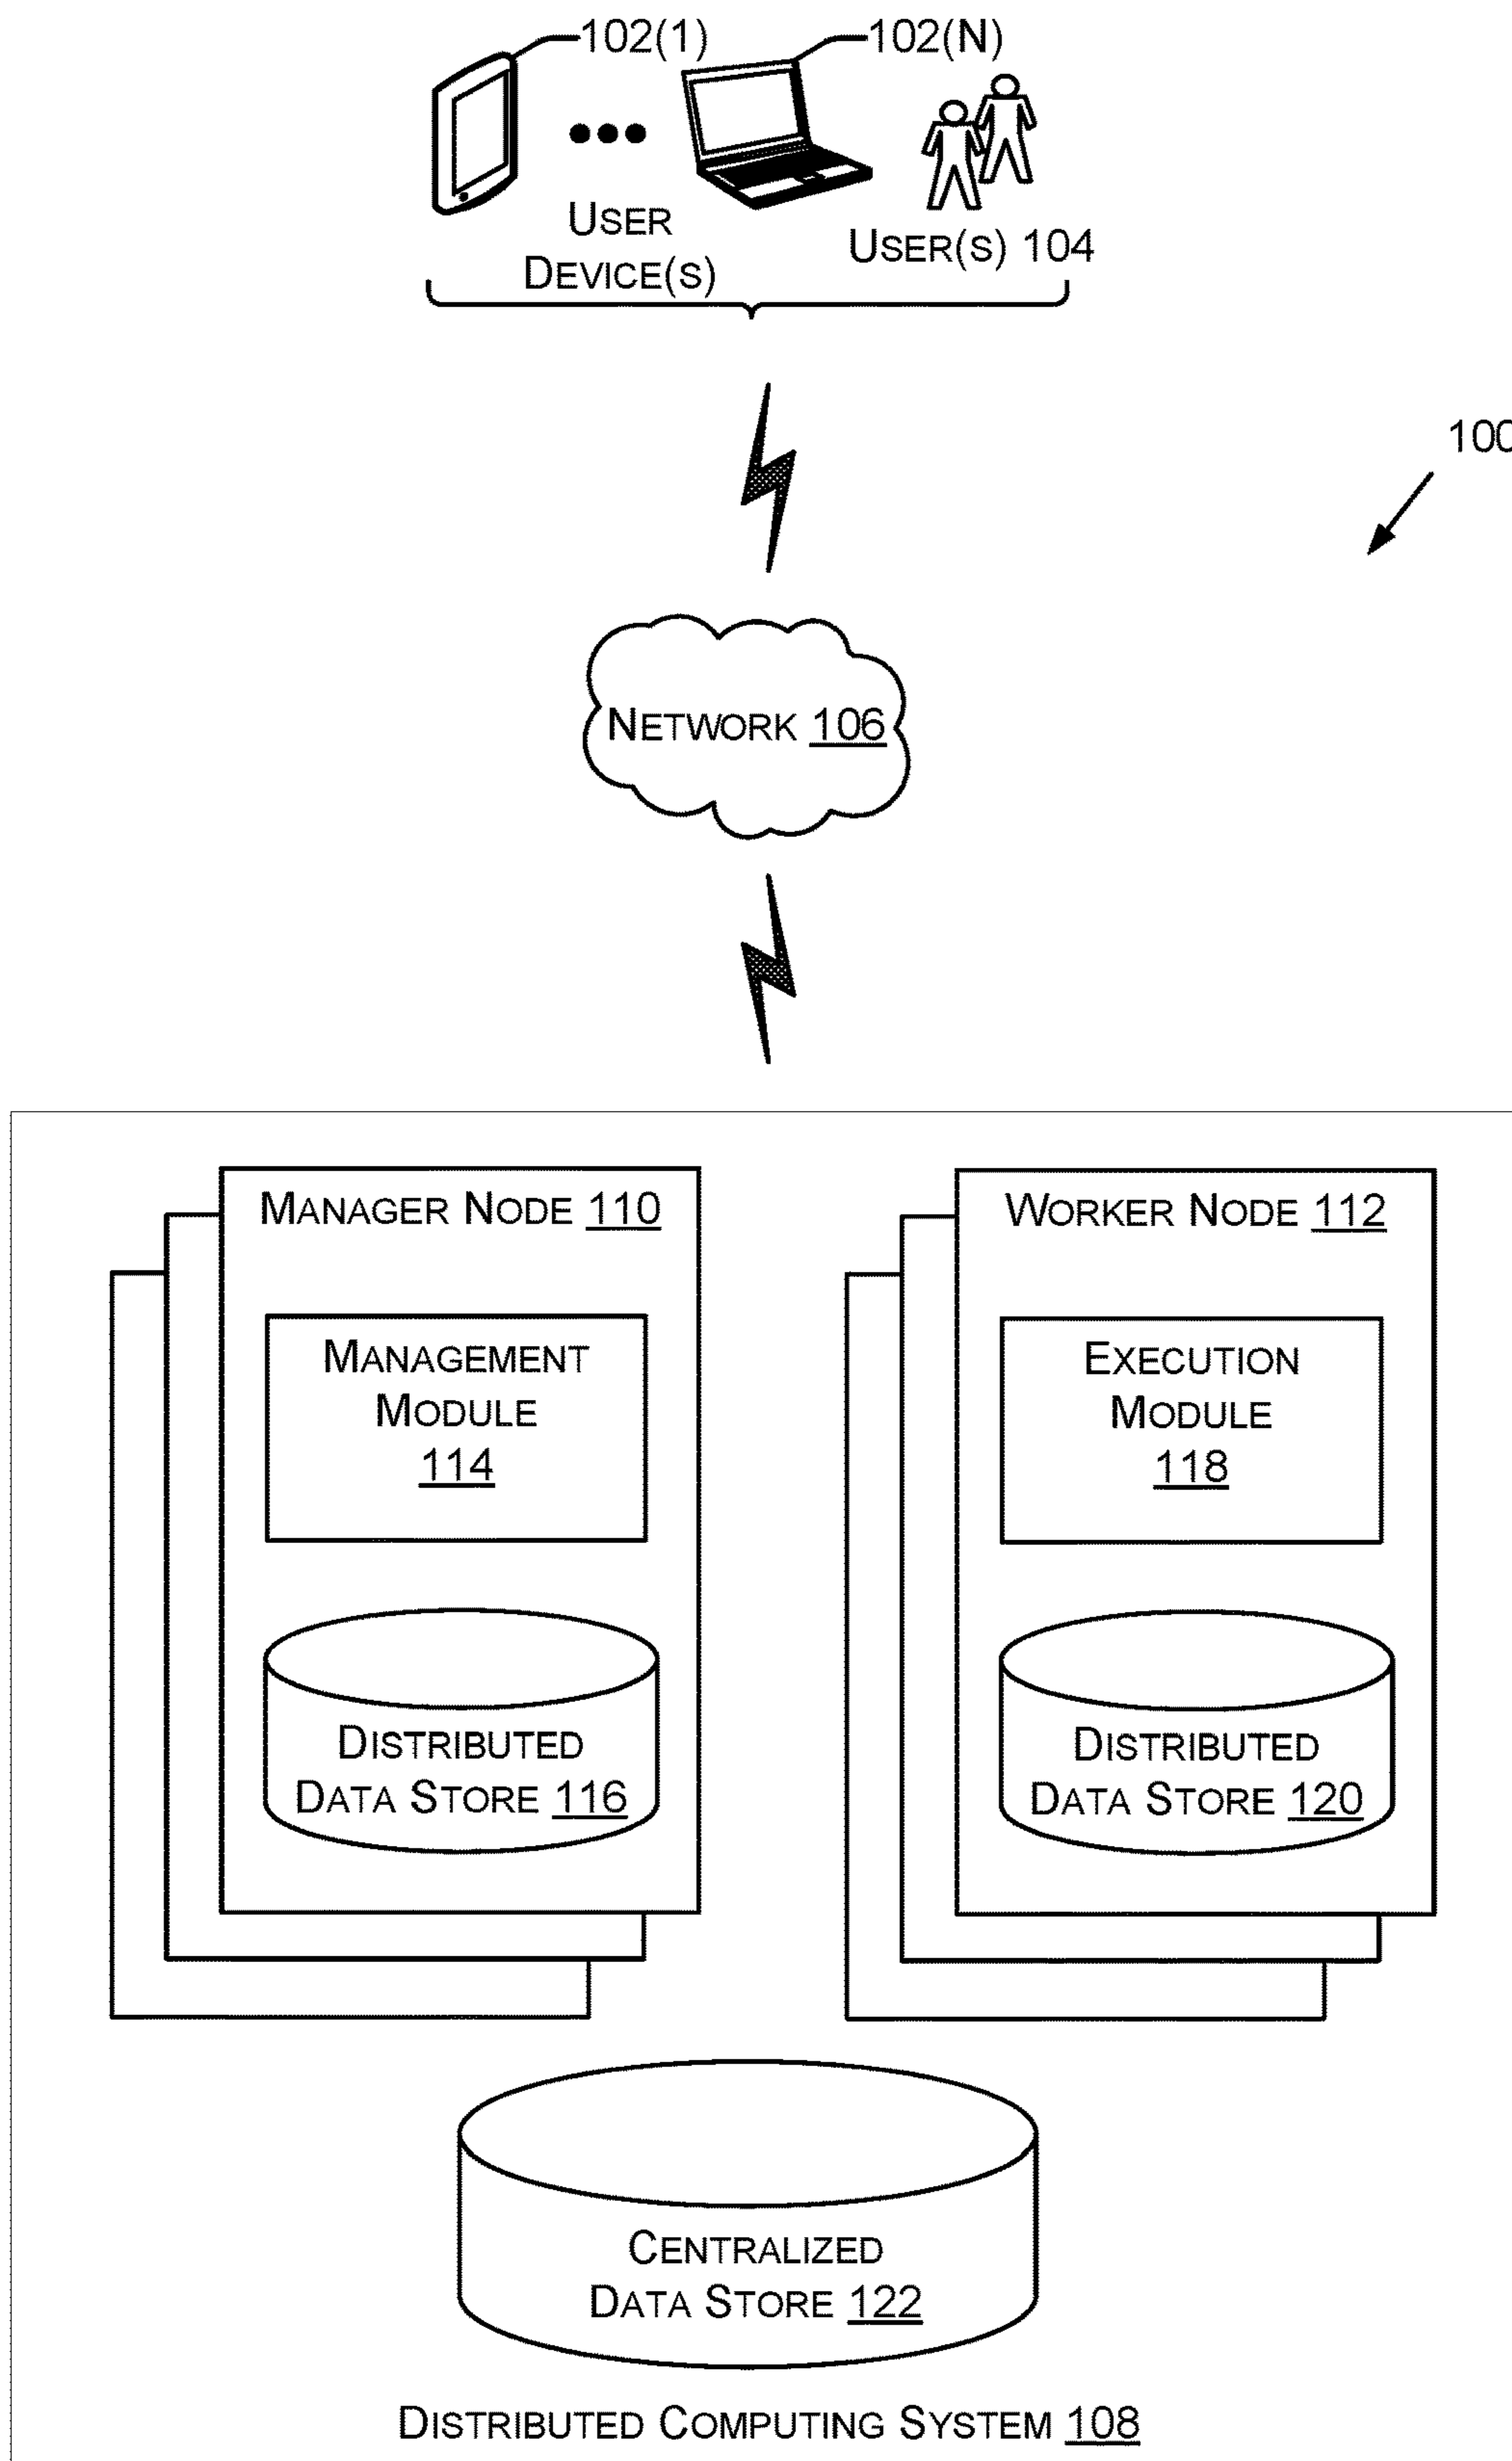 102(1)
102(N)
USER
DEVICE(S)
USER(S) 104
100
NETWORK 106
MANAGER NODE 110
MANAGEMENT
MODULE
114
DISTRIBUTED
DATA STORE 116
WORKER NODE 112
EXECUTION
MODULE
118
DISTRIBUTED
DATA STORE 120
CENTRALIZED
DATA STORE 122
DISTRIBUTED COMPUTING SYSTEM 108